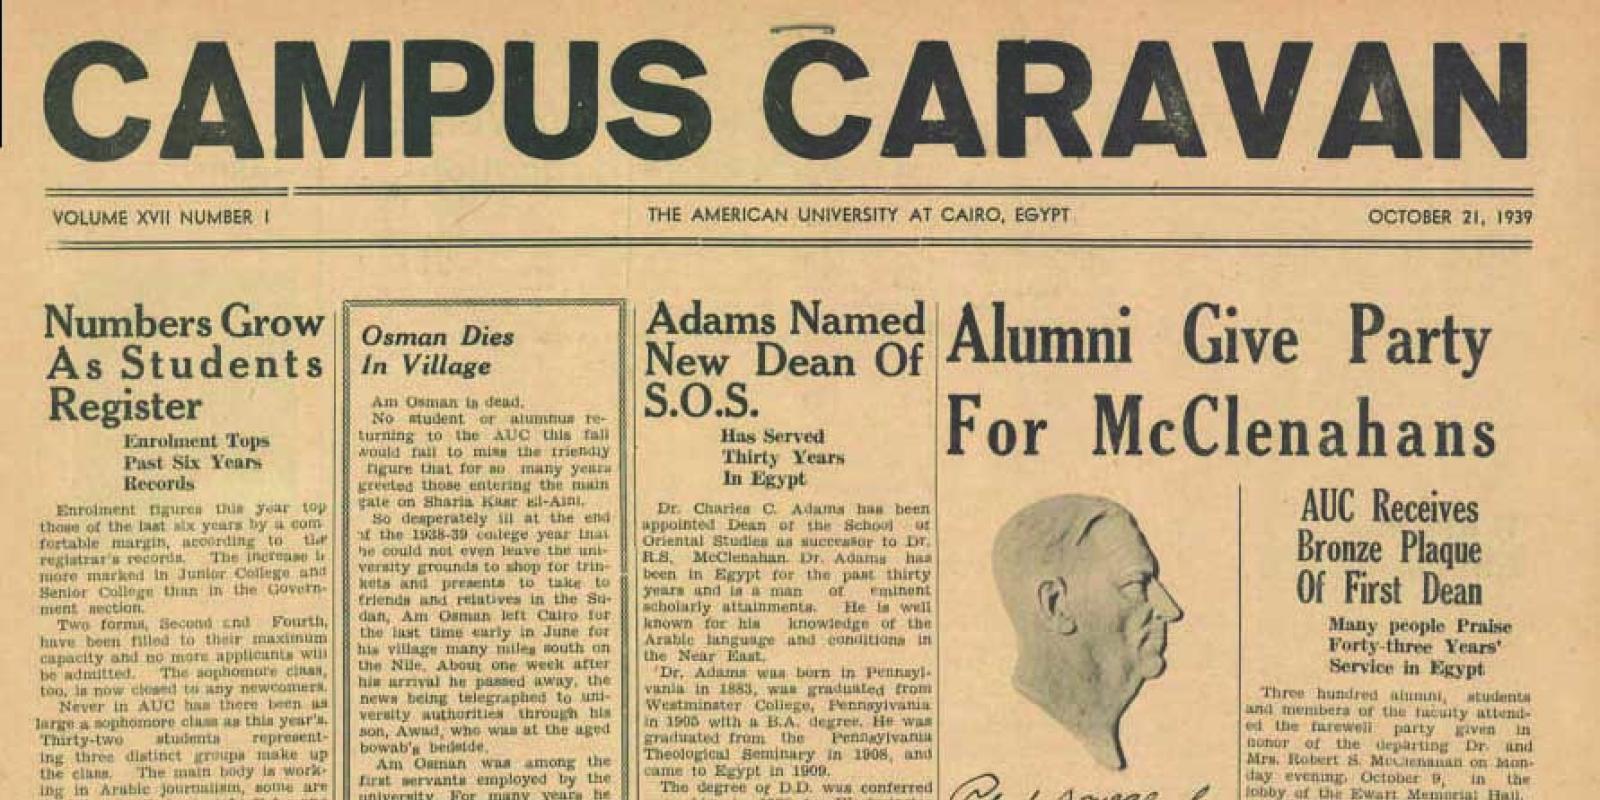 CAMPUS CARAVAN
VOLUME XVII NUMBER I
THE AMERICAN UNIVERSITY AT CAIRO, EGYPT
OCTOBER 21, 1939
Numbers Grow
As Students
Register
Enrolment Tops
Past Six Years
Records
Enrolment figures this year top
those of the last six years by a com-
fortable margin, according to the
registrar's records. The increase is
more marked in Junior College and
Senior College than in the Govern-
ment section.
Two forms, Second and Fourth,
have been filled to their maximum
capacity and no more applicants will
be admitted. The sophomore class,
too, is now closed to any newcomers.
Never in AUC has there been as
large a sophomore class as this year's.
Thirty-two students represent-
ing three distinct groups make up
the class. The main body is work-
ing in Arabic journalism, some are
Osman Dies
In Village
Am Osman is dead.
No student or alumnus re-
turning to the AUC this fall
would fail to miss the friendly
figure that for so many years
greeted those entering the main
gate on Sharia Kasr El-Aini.
So desperately ill at the end
of the 1938-39 college year that
he could not even leave the uni-
versity grounds to shop for trin-
kets and presents to take to
friends and relatives in the Su-
dan, Am Osman left Cairo for
the last time early in June for
his village many miles south on
the Nile. About one week after
his arrival he passed away, the
news being telegraphed to uni-
versity authorities through his
son, Awad, who was at the aged
bowab's bedside.
Am Osman was among the
first servants employed by the
university. For many years he
Adams Named
New Dean Of
S.O.S.
Has Served
Thirty Years
In Egypt
Dr. Charles C. Adams has been
appointed Dean of the School of
Oriental Studies as successor to Dr.
R.S. McClenahan. Dr. Adams has
been in Egypt for the past thirty
years and is a man of eminent
scholarly attainments. He is well
known for his knowledge of the
Arabic language and conditions in
the Near East.
Dr. Adams was born in Pennsyl-
vania in 1883, was graduated from
Westminster College, Pennsylvania
in 1905 with a B.A. degree. He was
graduated from the Pennsylvania
Theological Seminary in 1908, and
came to Egypt in 1909.
The degree of D.D. was conferred
Alumni Give Party
For McClenahans
AUC Receives
Bronze Plaque
Of First Dean
Many people Praise
Forty-three Years'
Service in Egypt
Three hundred alumni, students
and members of the faculty attend-
ed the farewell party given in
honor of the departing Dr. and
Mrs. Robert S. McClenahan on Mon-
day evening, October 9, in the
lobby of the Ewart Memorial Hall.